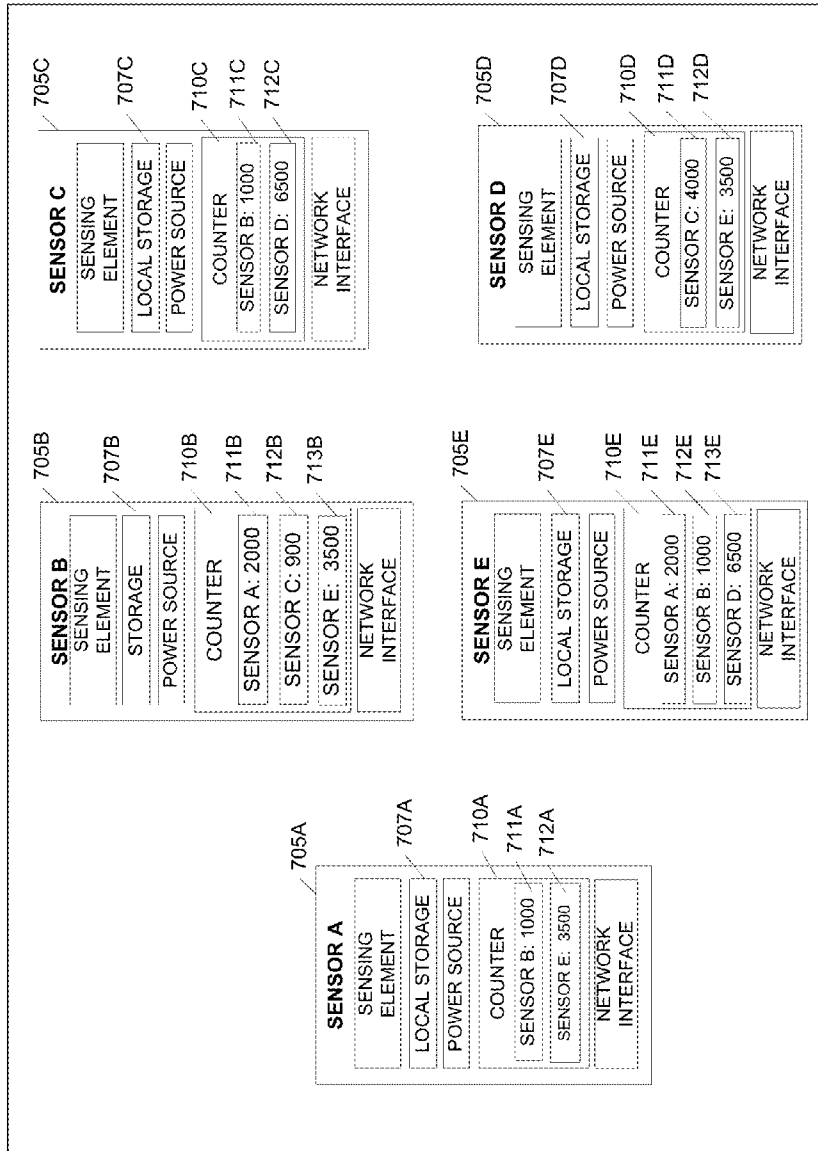 SENSOR A
SENSING
ELEMENT
LOCAL STORAGE
POWER SOURCE
COUNTER
SENSOR B: 1000
SENSOR E: 3500
NETWORK
INTERFACE
705A
707A
710A
711A
712A
SENSOR B
SENSING
ELEMENT
STORAGE
POWER SOURCE
COUNTER
SENSOR A: 2000
SENSOR C: 900
SENSOR E: 3500
NETWORK
INTERFACE
705B
707B
710B
711B
712B
713B
SENSOR E
SENSING
ELEMENT
LOCAL STORAGE
POWER SOURCE
COUNTER
SENSOR A: 2000
SENSOR B: 1000
SENSOR D: 6500
NETWORK
INTERFACE
705E
707E
710E
711E
712E
713E
SENSOR C
SENSING
ELEMENT
LOCAL STORAGE
POWER SOURCE
COUNTER
SENSOR B: 1000
SENSOR D: 6500
NETWORK
INTERFACE
705C
707C
710C
711C
712C
SENSOR D
SENSING
ELEMENT
LOCAL STORAGE
POWER SOURCE
COUNTER
SENSOR C: 4000
SENSOR E: 3500
NETWORK
INTERFACE
705D
707D
710D
711D
712D